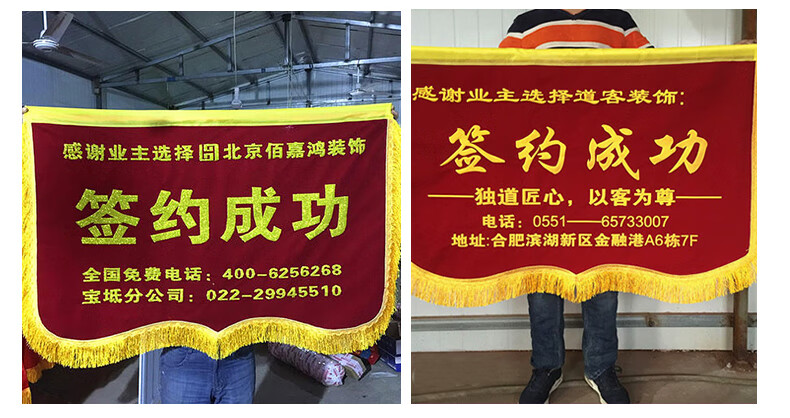 感谢业主选择北京佰嘉鸿装饰
签约成功
全国免费电话：400-6256268
宝坻分公司：022-29945510
感谢业主选择道客装饰：
签约成功
——独道匠心，以客为尊——
电话：0551——65733007
地址:合肥滨湖新区金融港A6栋7F